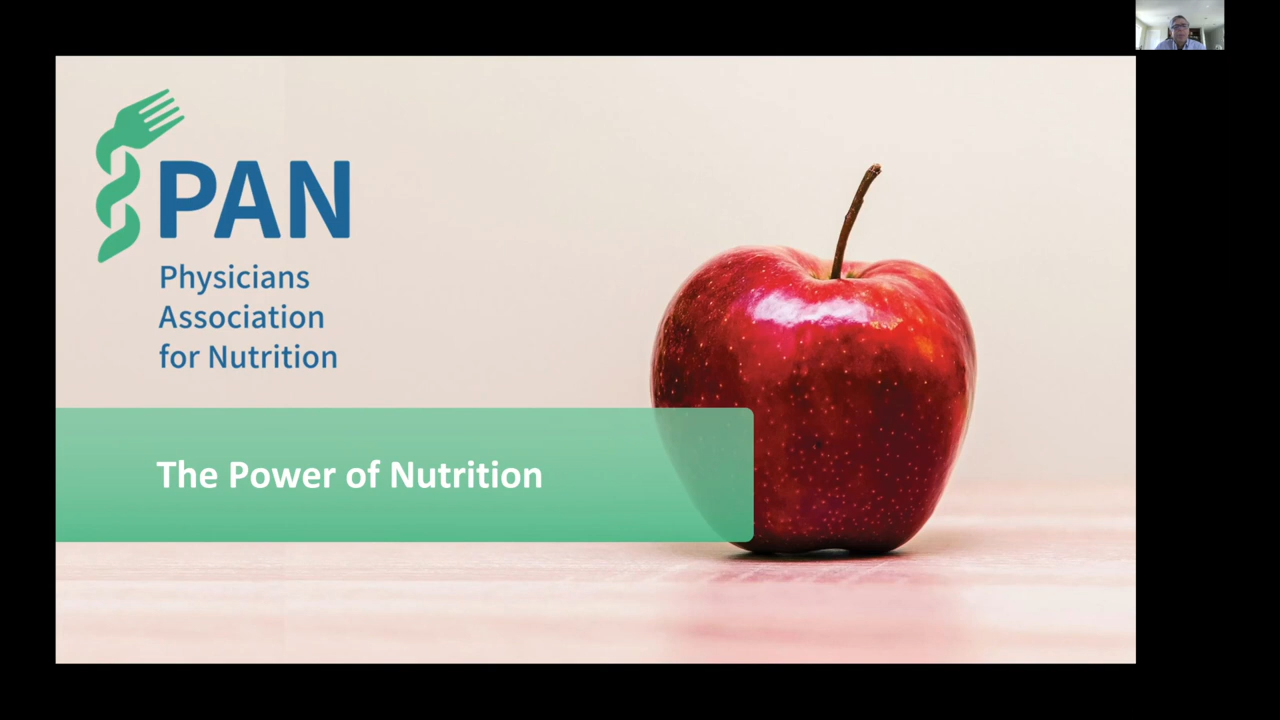 PAN
Physicians
Association
for Nutrition
The Power of Nutrition